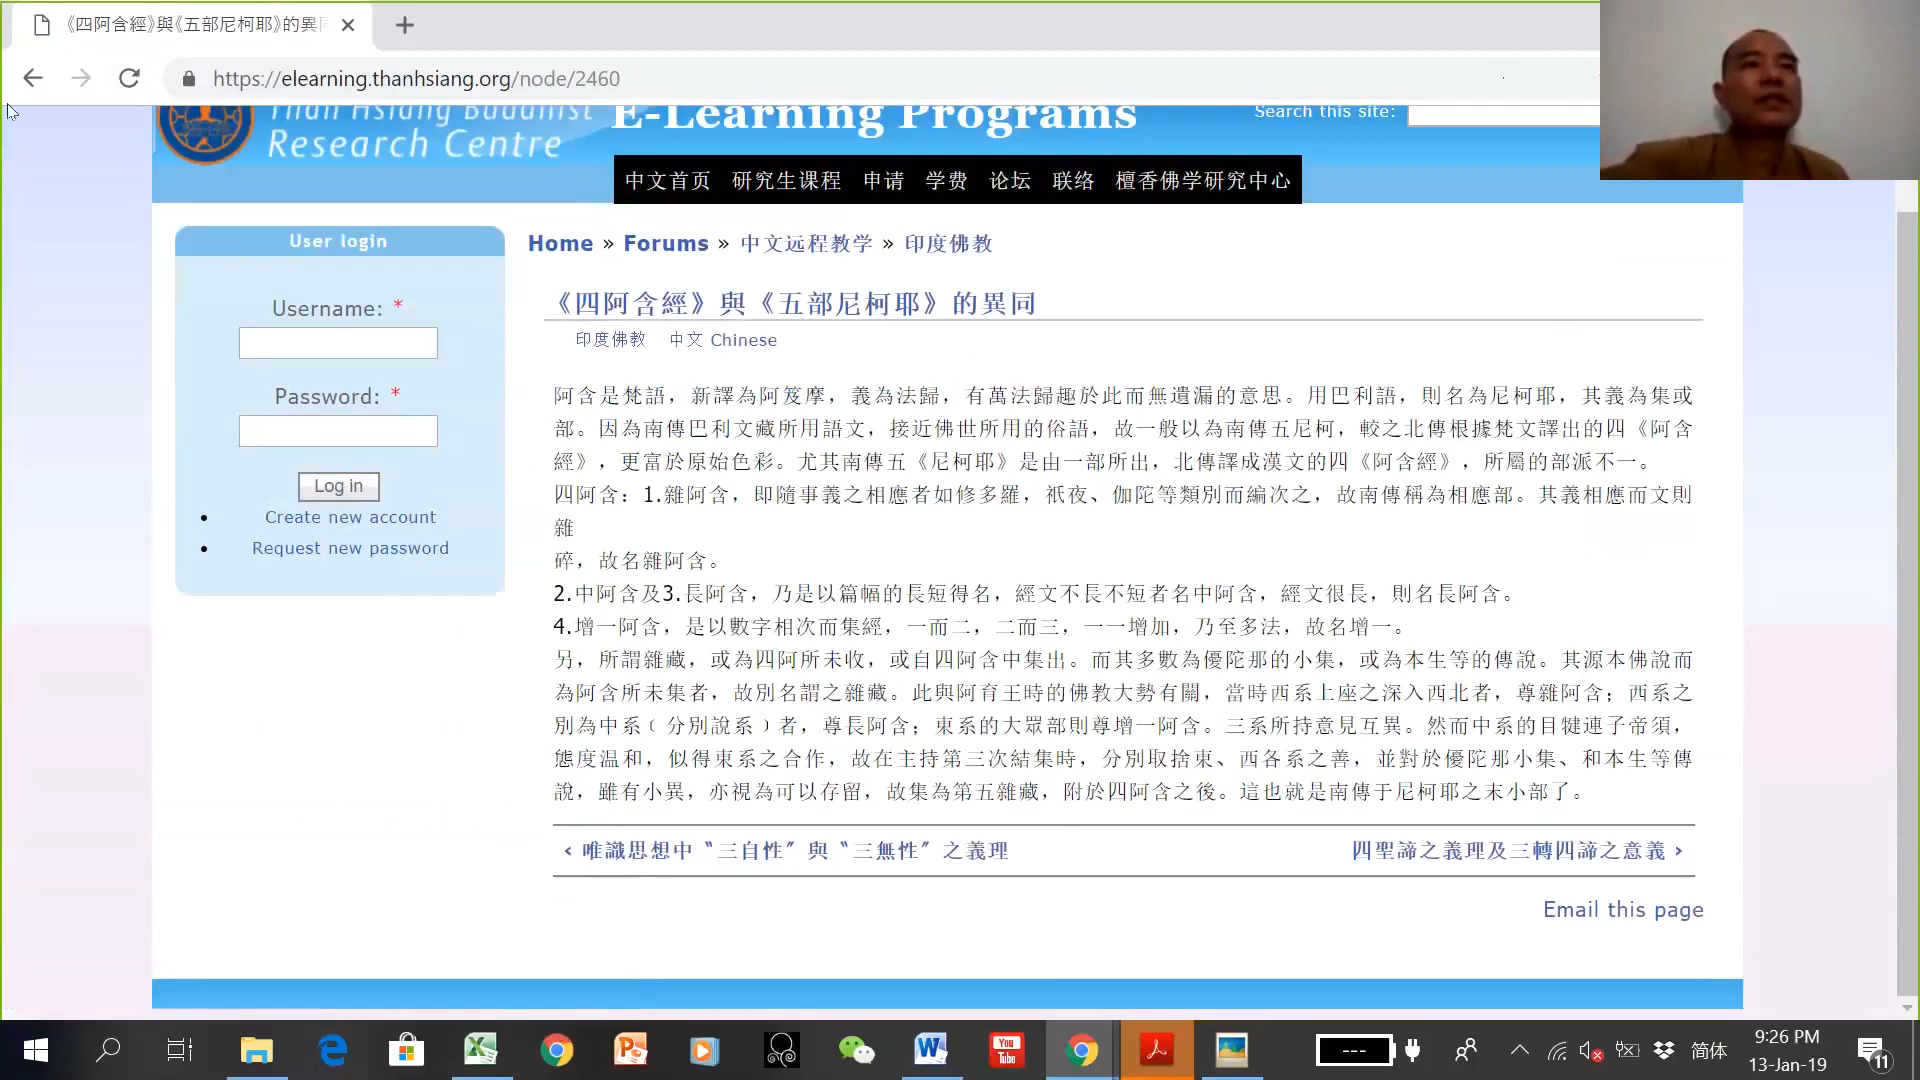 《四阿含經》與《五部尼柯耶》的異同
https://elearning.thanhsiang.org/node/2460
Than Hsiang Buddhist
Research Centre
E-Learning Programs
Search this site:
中文首页 研究生课程 申请 学费 论坛 联络 檀香佛学研究中心
User login
Username: *
Password: *
Log in
Create new account
Request new password
Home » Forums » 中文远程教学 » 印度佛教
《四阿含經》與《五部尼柯耶》的異同
印度佛教 中文 Chinese
阿含是梵語，新譯為阿笈摩，義為法歸，有萬法歸趣於此而無遺漏的意思。用巴利語，則名為尼柯耶，其義為集或
部。因為南傳巴利文藏所用語文，接近佛世所用的俗語，故一般以為南傳五尼柯，較之北傳根據梵文譯出的四《阿含
經》，更富於原始色彩。尤其南傳五《尼柯耶》是由一部所出，北傳譯成漢文的四《阿含經》，所屬的部派不一。
四阿含：1.雜阿含，即隨事義之相應者如修多羅，祇夜、伽陀等類別而編次之，故南傳稱為相應部。其義相應而文則
雜
碎，故名雜阿含。
2.中阿含及3.長阿含，乃是以篇幅的長短得名，經文不長不短者名中阿含，經文很長，則名長阿含。
4.增一阿含，是以數字相次而集經，一而二，二而三，一一增加，乃至多法，故名增一。
另，所謂雜藏，或為四阿所未收，或自四阿含中集出。而其多數為優陀那的小集，或為本生等的傳說。其源本佛說而
為阿含所未集者，故別名謂之雜藏。此與阿育王時的佛教大勢有關，當時西系上座之深入西北者，尊雜阿含；西系之
別為中系﹝分別說系﹞者，尊長阿含；東系的大眾部則尊增一阿含。三系所持意見互異。然而中系的目犍連子帝須，
態度温和，似得東系之合作，故在主持第三次結集時，分別取捨東、西各系之善，並對於優陀那小集、和本生等傳
說，雖有小異，亦視為可以存留，故集為第五雜藏，附於四阿含之後。這也就是南傳于尼柯耶之末小部了。
‹ 唯識思想中〝三自性〞與〝三無性〞之義理
四聖諦之義理及三轉四諦之意義 ›
Email this page
You
Tube
简体
9:26 PM
13-Jan-19
11